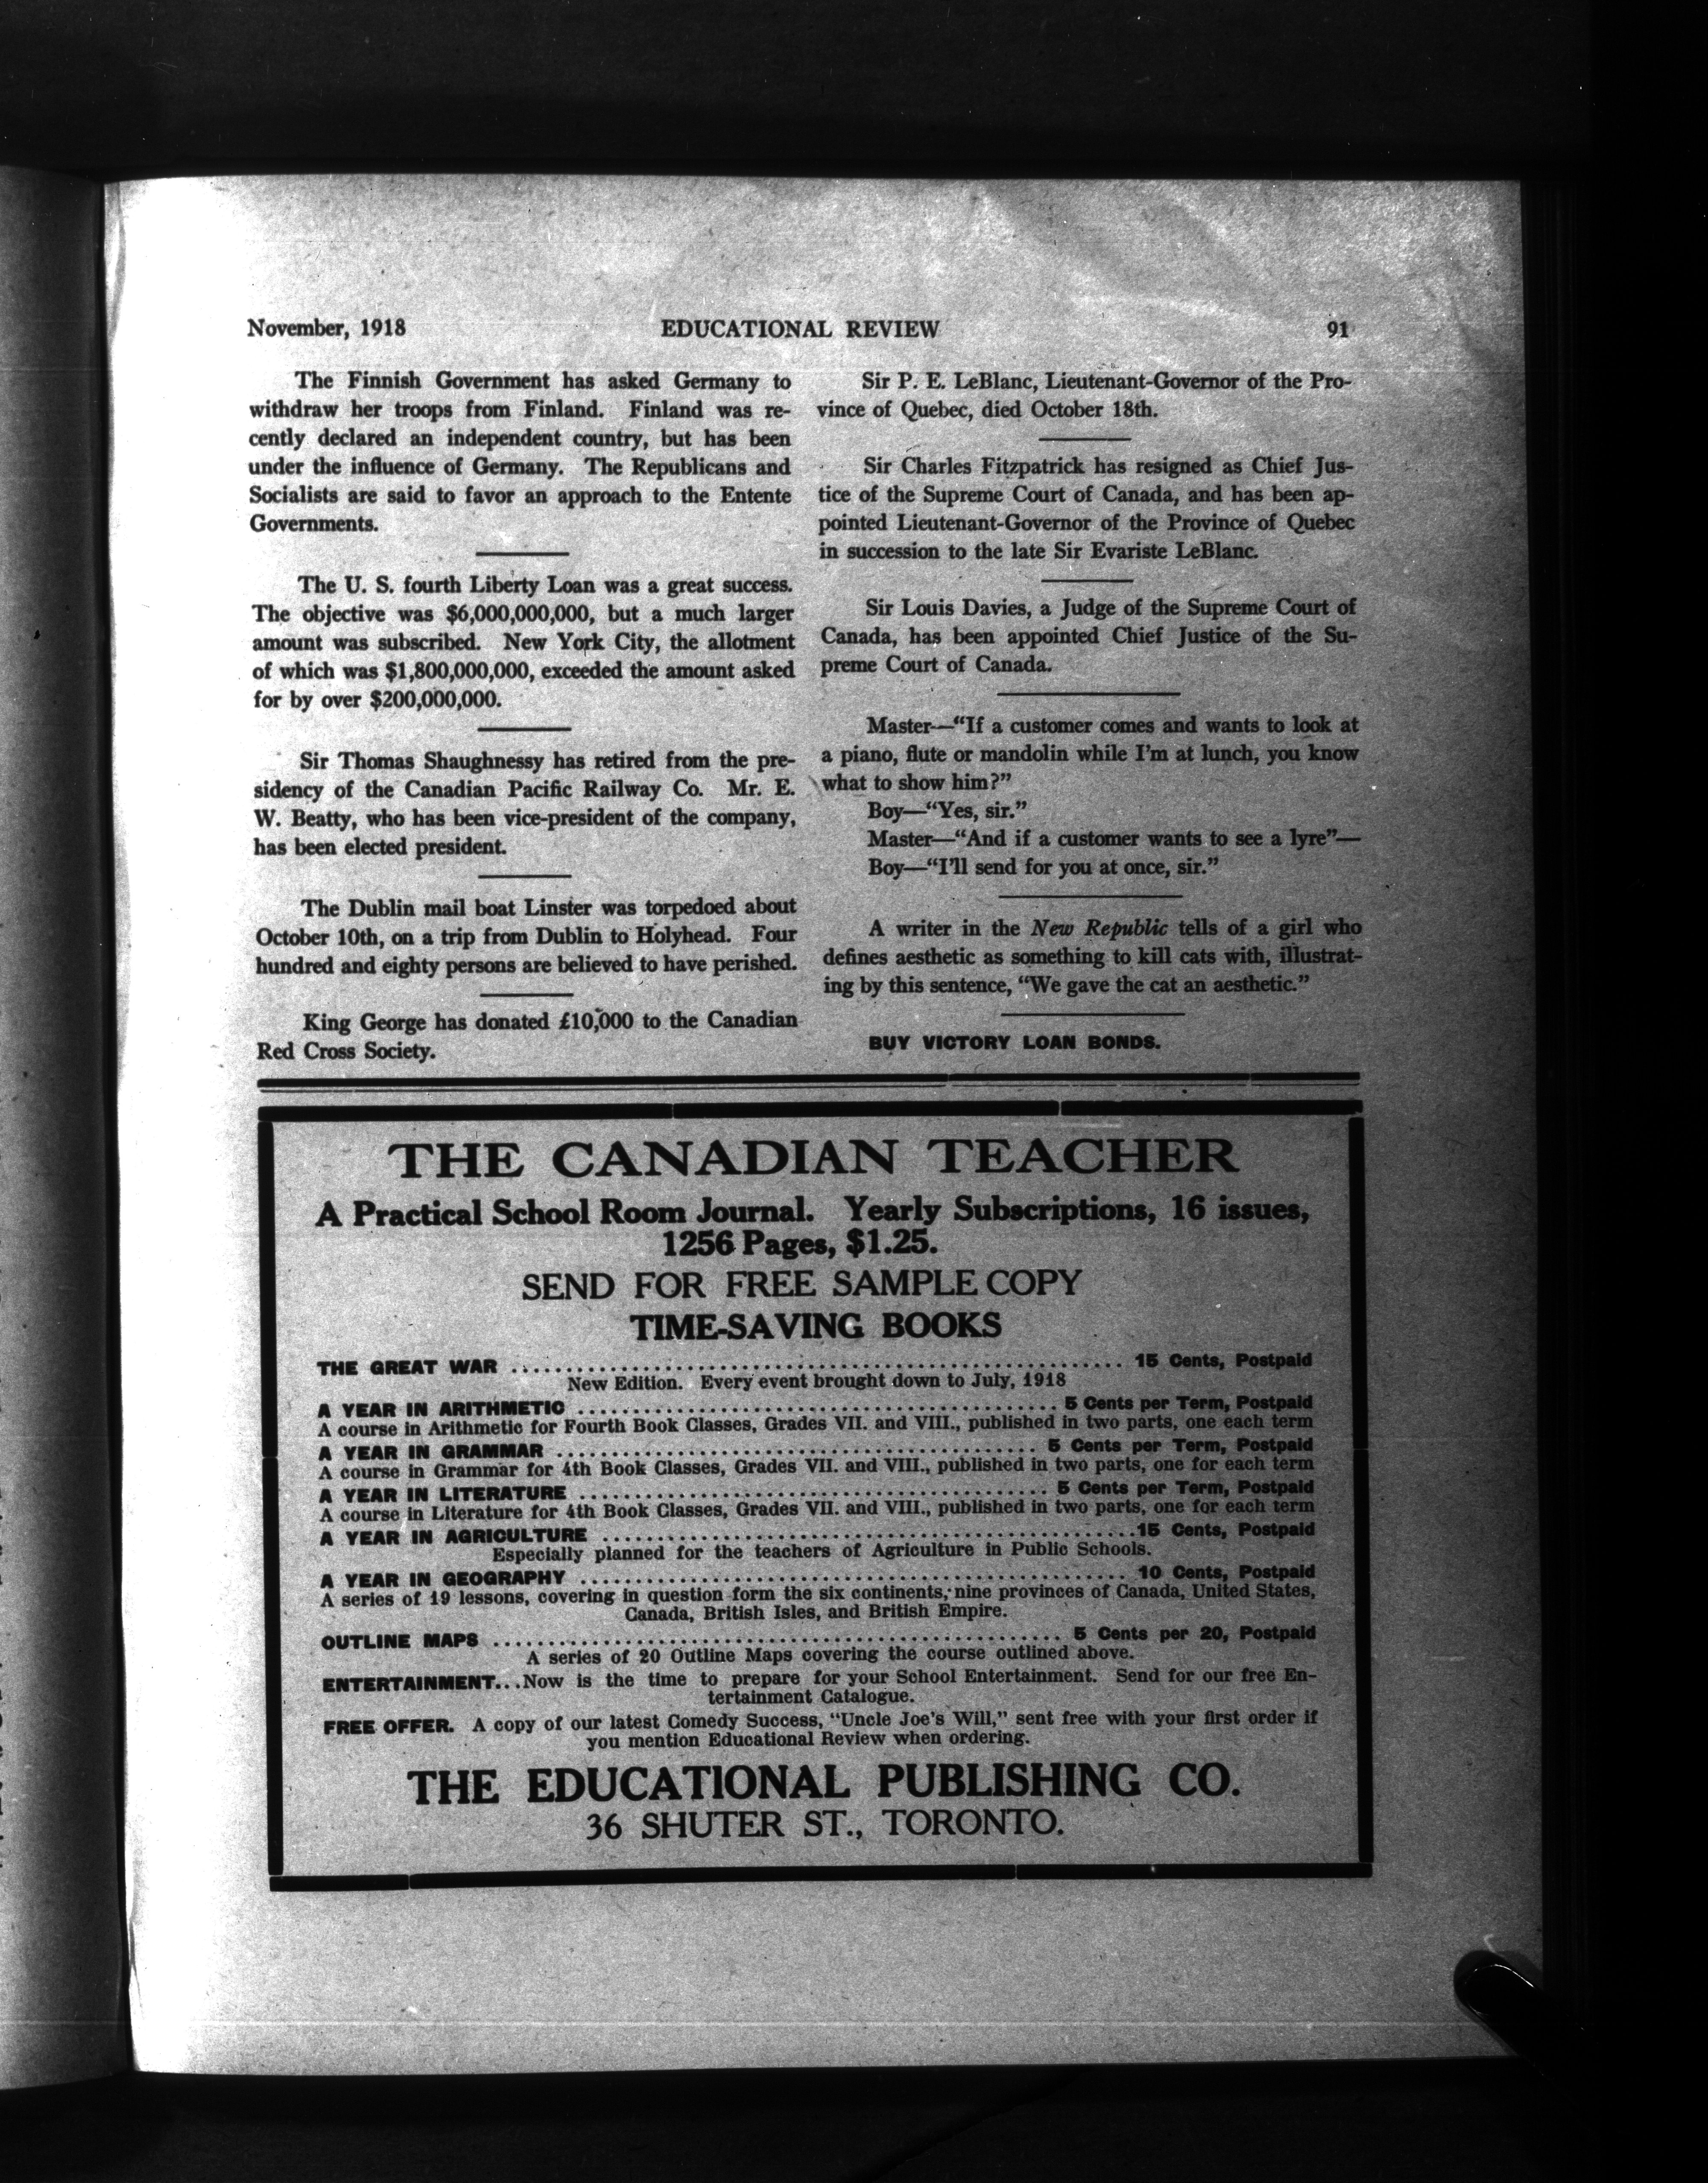 November, 1918
EDUCATIONAL REVIEW
91
The Finnish Government has asked Germany to
withdraw her troops from Finland. Finland was re-
cently declared an independent country, but has been
under the influence of Germany. The Republicans and
Socialists are said to favor an approach to the Entente
Governments.
The U. S. fourth Liberty Loan was a great success.
The objective was $6,000,000,000, but a much larger
amount was subscribed. New York City, the allotment
of which was $1,800,000,000, exceeded the amount asked
for by over $200,000,000.
Sir Thomas Shaughnessy has retired from the pre-
sidency of the Canadian Pacific Railway Co. Mr. E.
W. Beatty, who has been vice-president of the company,
has been elected president.
The Dublin mail boat Linster was torpedoed about
October 10th, on a trip from Dublin to Holyhead. Four
hundred and eighty persons are believed to have perished.
King George has donated £10,000 to the Canadian
Red Cross Society.
Sir P. E. LeBlanc, Lieutenant-Governor of the Pro-
vince of Quebec, died October 18th.
Sir Charles Fitzpatrick has resigned as Chief Jus-
tice of the Supreme Court of Canada, and has been ap-
pointed Lieutenant-Governor of the Province of Quebec
in succession to the late Sir Evariste LeBlanc.
Sir Louis Davies, a Judge of the Supreme Court of
Canada, has been appointed Chief Justice of the Su-
preme Court of Canada.
Master—“If a customer comes and wants to look at
a piano, flute or mandolin while I’m at lunch, you know
what to show him?”
Boy—“Yes, sir.”
Master—“And if a customer wants to see a lyre”—
Boy—“I’ll send for you at once, sir.”
A writer in the New Republic tells of a girl who
defines aesthetic as something to kill cats with, illustrat-
ing by this sentence, “We gave the cat an aesthetic.”
BUY VICTORY LOAN BONDS.
THE CANADIAN TEACHER
A Practical School Room Journal. Yearly Subscriptions, 16 issues,
1256 Pages, $1.25.
SEND FOR FREE SAMPLE COPY
TIME-SAVING BOOKS
THE GREAT WAR ........ 15 Cents, Postpaid
New Edition. Every event brought down to July, 1918
A YEAR IN ARITHMETIC ........ 5 Cents per Term, Postpaid
A course in Arithmetic for Fourth Book Classes, Grades VII. and VIII., published in two parts, one each term
A YEAR IN GRAMMAR ........ 5 Cents per Term, Postpaid
A course in Grammar for 4th Book Classes, Grades VII. and VIII., published in two parts, one for each term
A YEAR IN LITERATURE ........ 5 Cents per Term, Postpaid
A course in Literature for 4th Book Classes, Grades VII. and VIII., published in two parts, one for each term
A YEAR IN AGRICULTURE ........ 15 Cents, Postpaid
Especially planned for the teachers of Agriculture in Public Schools.
A YEAR IN GEOGRAPHY ........ 10 Cents, Postpaid
A series of 19 lessons, covering in question form the six continents, nine provinces of Canada, United States,
Canada, British Isles, and British Empire.
OUTLINE MAPS ........ 5 Cents per 20, Postpaid
A series of 20 Outline Maps covering the course outlined above.
ENTERTAINMENT...Now is the time to prepare for your School Entertainment. Send for our free En-
tertainment Catalogue.
FREE OFFER. A copy of our latest Comedy Success, “Uncle Joe’s Will,” sent free with your first order if
you mention Educational Review when ordering.
THE EDUCATIONAL PUBLISHING CO.
36 SHUTER ST., TORONTO.